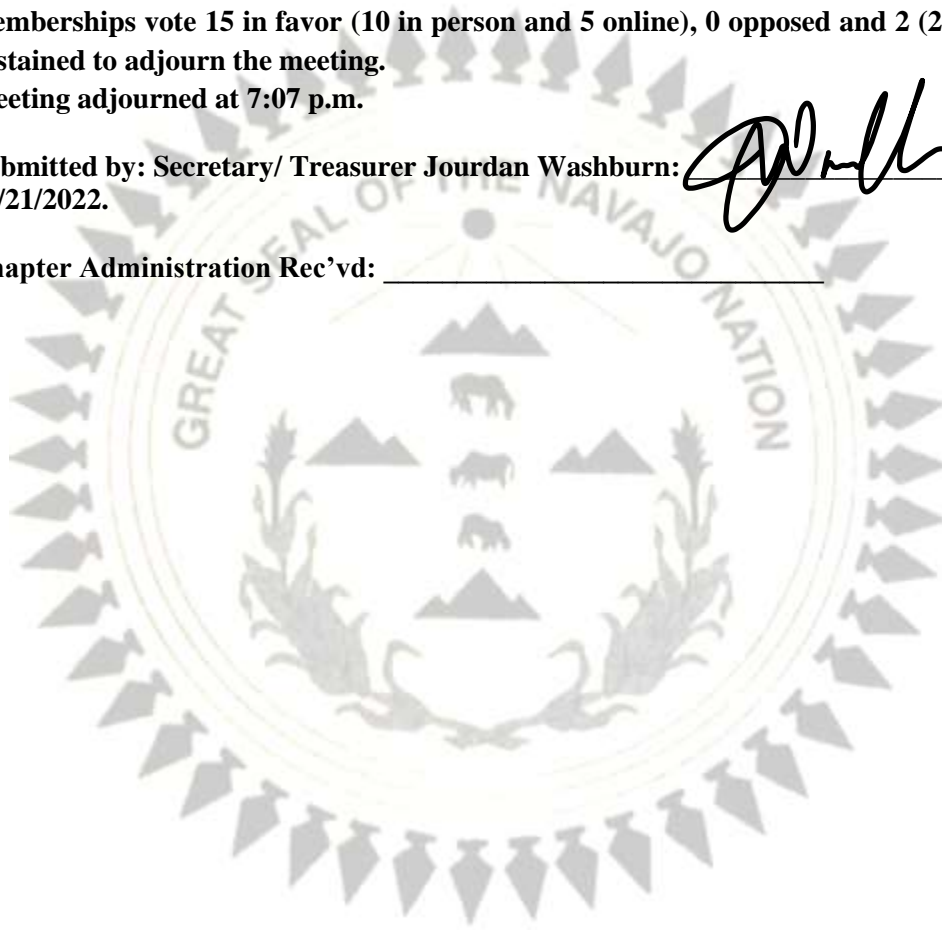 emberships vote 15 in favor (10 in person and 5 online), 0 opposed and 2 (2
stained to adjourn the meeting.
eeting adjourned at 7:07 p.m.
bmitted by: Secretary/ Treasurer Jourdan Washburn:
/21/2022.
hapter Administration Rec’vd: ________________________________
GREAT SEAL OF THE NAVAJO NATION